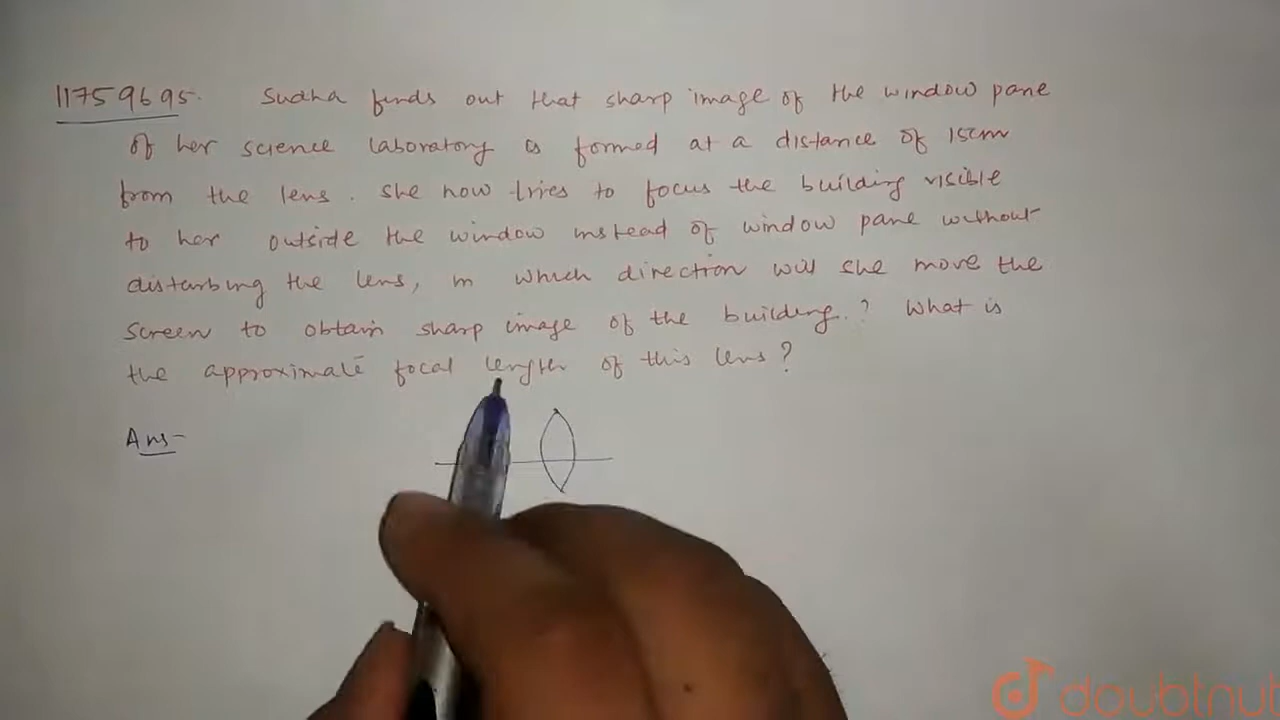 11759695. Sudha finds out that sharp image of the window pane
of her science laboratory is formed at a distance of 15cm
from the lens. She now tries to focus the building visible
to her outside the window instead of window pane without
disturbing the lens, in which direction will she move the
screen to obtain sharp image of the building.? What is
the approximate focal length of this lens?
Ans-
doubtnut